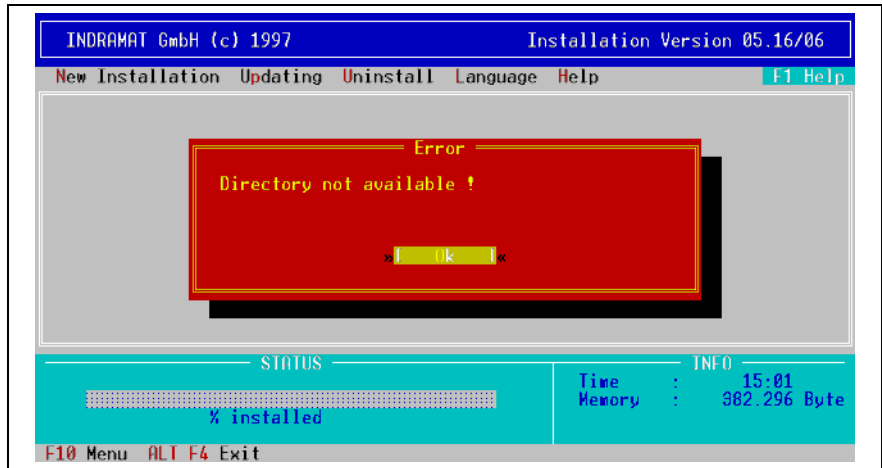 INDRAMAT GmbH (c) 1997 Installation Version 05.16/06
New Installation Updating Uninstall Language Help F1 Help
Error
Directory not available !
»[ Ok ]«
STATUS INFO
Time : 15:01
Memory : 382.296 Byte
% installed
F10 Menu ALT F4 Exit